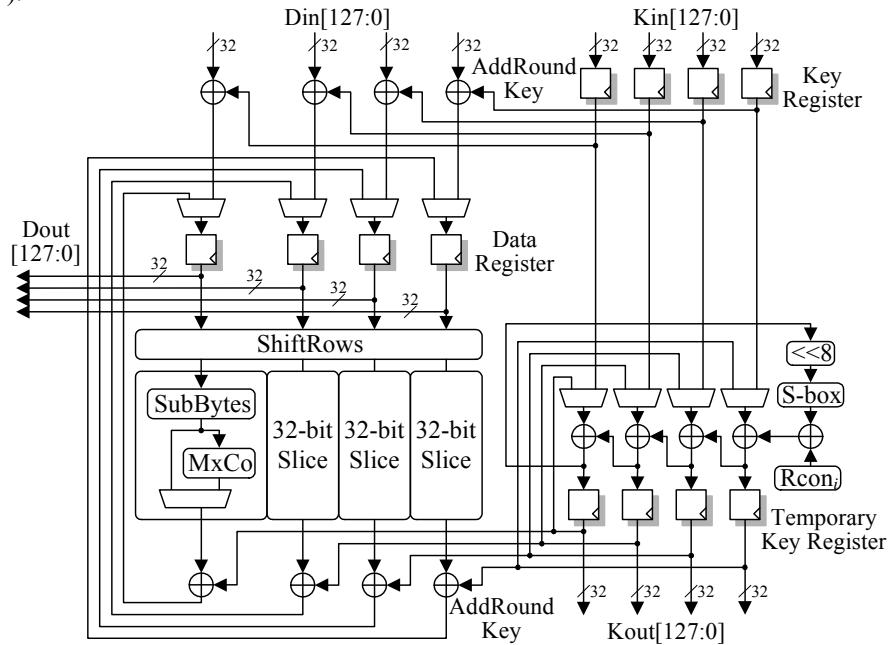 ).
Din[127:0]
Kin[127:0]
32 32 32 32 32 32 32 32
AddRound
Key
Key
Register
Dout
[127:0]
Data
Register
32 32 32 32
ShiftRows
<<8
SubBytes
S-box
32-bit
Slice
32-bit
Slice
32-bit
Slice
MxCo
Rconi
Temporary
Key Register
AddRound
Key
32 32 32 32
Kout[127:0]